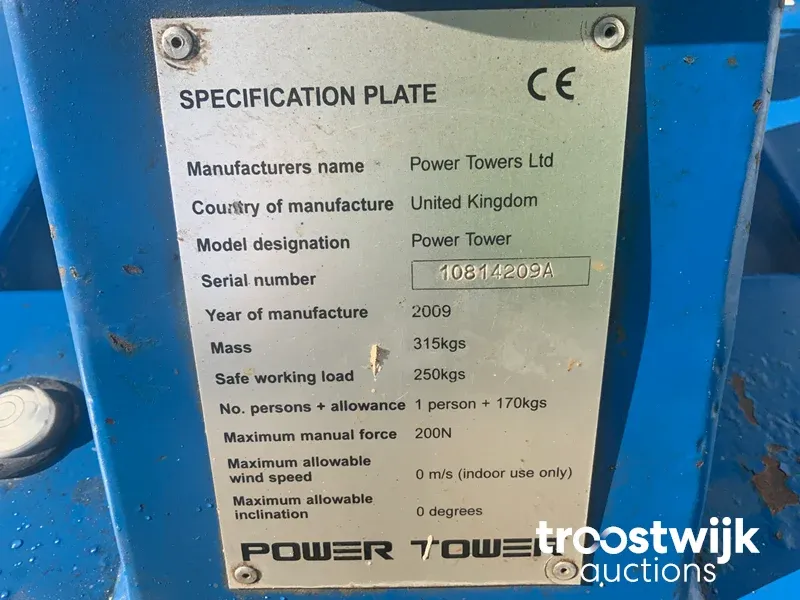 SPECIFICATION PLATE CE
Manufacturers name Power Towers Ltd
Country of manufacture United Kingdom
Model designation Power Tower
Serial number 10814209A
Year of manufacture 2009
Mass 315kgs
Safe working load 250kgs
No. persons + allowance 1 person + 170kgs
Maximum manual force 200N
Maximum allowable
wind speed 0 m/s (indoor use only)
Maximum allowable
inclination 0 degrees
POWER TOWER
troostwijk
auctions